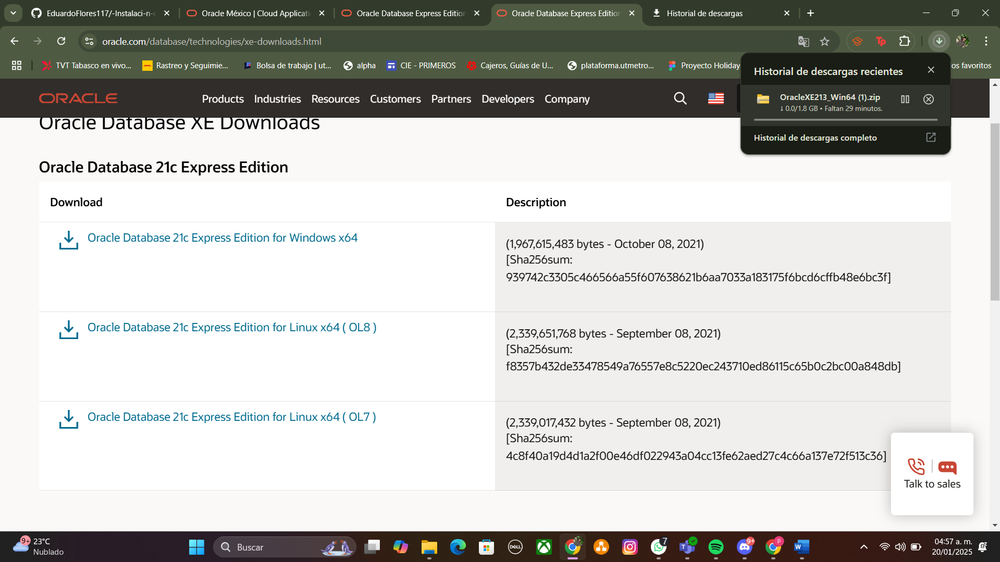 EduardoFlores117/-Instalaci-n-
Oracle México | Cloud Applicati
Oracle Database Express Edition
Oracle Database Express Edition
Historial de descargas
oracle.com/database/technologies/xe-downloads.html
TVT Tabasco en vivo...
Rastreo y Seguimie...
Bolsa de trabajo | ut...
alpha
CIE - PRIMEROS
Cajeros, Guías de U...
plataforma.utmetro...
Proyecto Holiday
os favoritos
Historial de descargas recientes
OracleXE213_Win64 (1).zip
↓ 0.0/1.8 GB • Faltan 29 minutos.
Historial de descargas completo
ORACLE
Products
Industries
Resources
Customers
Partners
Developers
Company
Oracle Database XE Downloads
Oracle Database 21c Express Edition
Download
Description
Oracle Database 21c Express Edition for Windows x64
(1,967,615,483 bytes - October 08, 2021)
[Sha256sum:
939742c3305c466566a55f607638621b6aa7033a183175f6bcd6cffb48e6bc3f]
Oracle Database 21c Express Edition for Linux x64 ( OL8 )
(2,339,651,768 bytes - September 08, 2021)
[Sha256sum:
f8357b432de33478549a76557e8c5220ec243710ed86115c65b0c2bc00a848db]
Oracle Database 21c Express Edition for Linux x64 ( OL7 )
(2,339,017,432 bytes - September 08, 2021)
[Sha256sum:
4c8f40a19d4d1a2f00e46df022943a04cc13fe62aed27c4c66a137e72f513c36]
Talk to sales
9+
23°C
Nublado
Buscar
DELL
7
9+
P
04:57 a. m.
20/01/2025